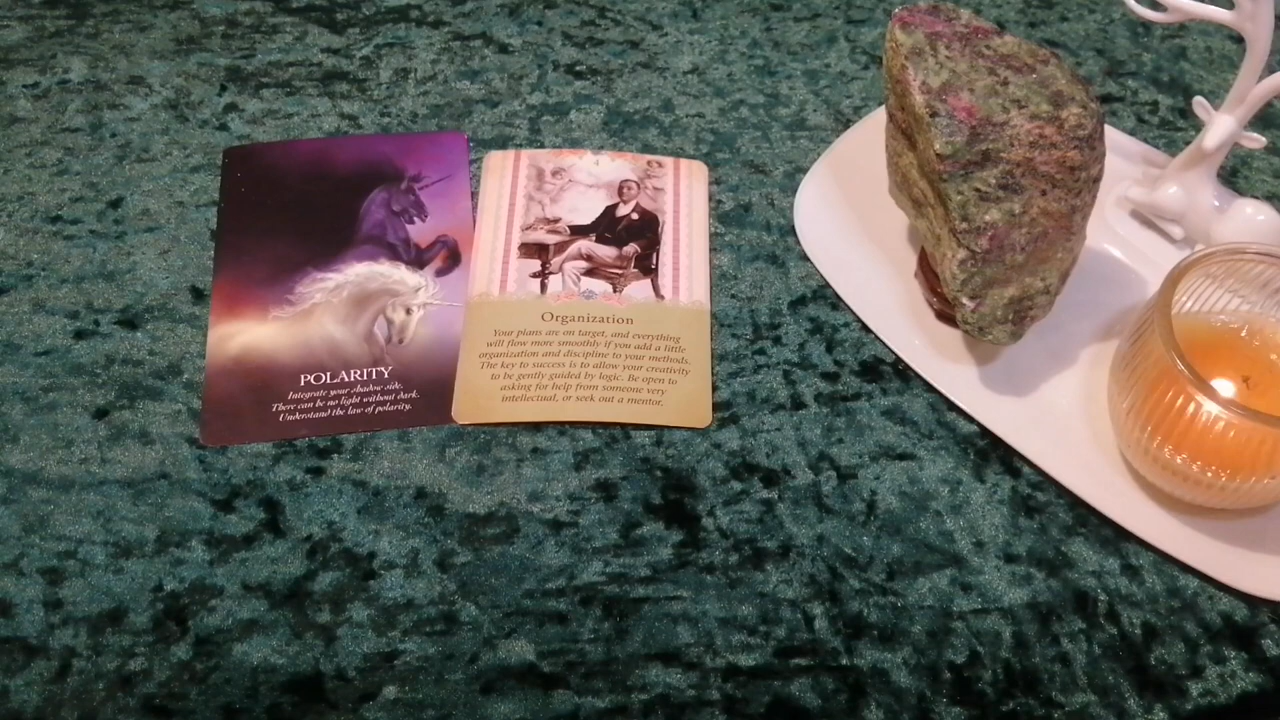 POLARITY
Integrate your shadow side.
There can be no light without dark.
Understand the law of polarity.
4
Organization
Your plans are on target, and everything
will flow more smoothly if you add a little
organization and discipline to your methods.
The key to success is to allow your creativity
to be gently guided by logic. Be open to
asking for help from someone very
intellectual, or seek out a mentor.